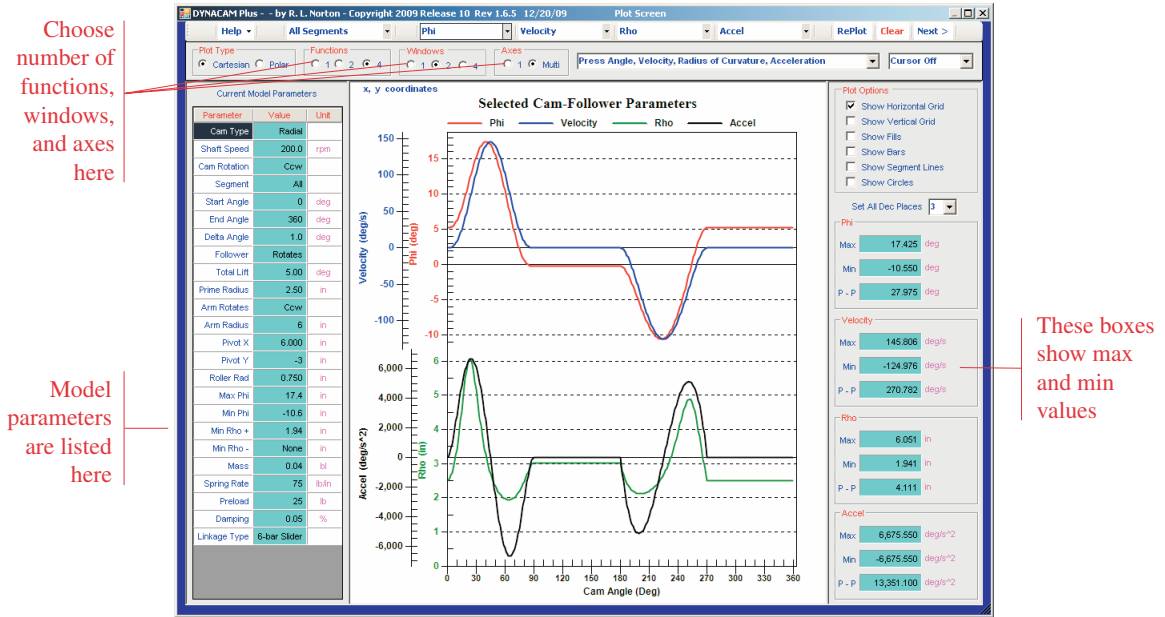 DYNACAM Plus - - by R. L. Norton - Copyright 2009 Release 10 Rev 1.6.5 12/20/09 Plot Screen
Help All Segments Phi Velocity Rho Accel RePlot Clear Next >
Plot Type Functions Windows Axes
Cartesian Polar 1 2 4 1 2 4 1 Multi
Press Angle, Velocity, Radius of Curvature, Acceleration Cursor Off
Choose
number of
functions,
windows,
and axes
here
Current Model Parameters
Parameter Value Unit
Cam Type Radial
Shaft Speed 200.0 rpm
Cam Rotation Ccw
Segment All
Start Angle 0 deg
End Angle 360 deg
Delta Angle 1.0 deg
Follower Rotates
Total Lift 5.00 deg
Prime Radius 2.50 in
Arm Rotates Ccw
Arm Radius 6 in
Pivot X 6.000 in
Pivot Y -3 in
Roller Rad 0.750 in
Max Phi 17.4 in
Min Phi -10.6 in
Min Rho + 1.94 in
Min Rho - None in
Mass 0.04 bl
Spring Rate 75 lb/in
Preload 25 lb
Damping 0.05 %
Linkage Type 6-bar Slider
Model
parameters
are listed
here
x, y coordinates
Selected Cam-Follower Parameters
Phi Velocity Rho Accel
Velocity (deg/s)
150
100
50
0
-50
-100
Phi (deg)
15
10
5
0
-5
-10
Accel (deg/s^2)
6,000
4,000
2,000
0
-2,000
-4,000
-6,000
Rho (in)
6
5
4
3
2
1
0
0 30 60 90 120 150 180 210 240 270 300 330 360
Cam Angle (Deg)
Plot Options
Show Horizontal Grid
Show Vertical Grid
Show Fills
Show Bars
Show Segment Lines
Show Circles
Set All Dec Places 3
Phi
Max 17.425 deg
Min -10.550 deg
P - P 27.975 deg
Velocity
Max 145.806 deg/s
Min -124.976 deg/s
P - P 270.782 deg/s
Rho
Max 6.051 in
Min 1.941 in
P - P 4.111 in
Accel
Max 6,675.550 deg/s^2
Min -6,675.550 deg/s^2
P - P 13,351.100 deg/s^2
These boxes
show max
and min
values